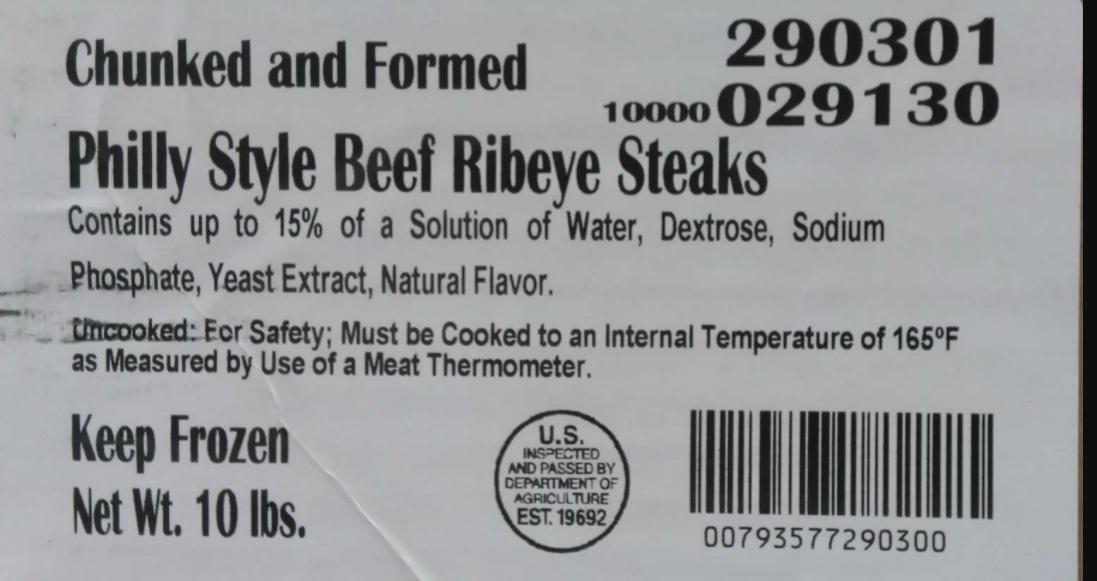 290301
Chunked and Formed
10000 029130
Philly Style Beef Ribeye Steaks
Contains up to 15% of a Solution of Water, Dextrose, Sodium
Phosphate, Yeast Extract, Natural Flavor.
Uncooked: For Safety; Must be Cooked to an Internal Temperature of 165ºF
as Measured by Use of a Meat Thermometer.
Keep Frozen
Net Wt. 10 lbs.
U.S.
INSPECTED
AND PASSED BY
DEPARTMENT OF
AGRICULTURE
EST. 19692
00793577290300